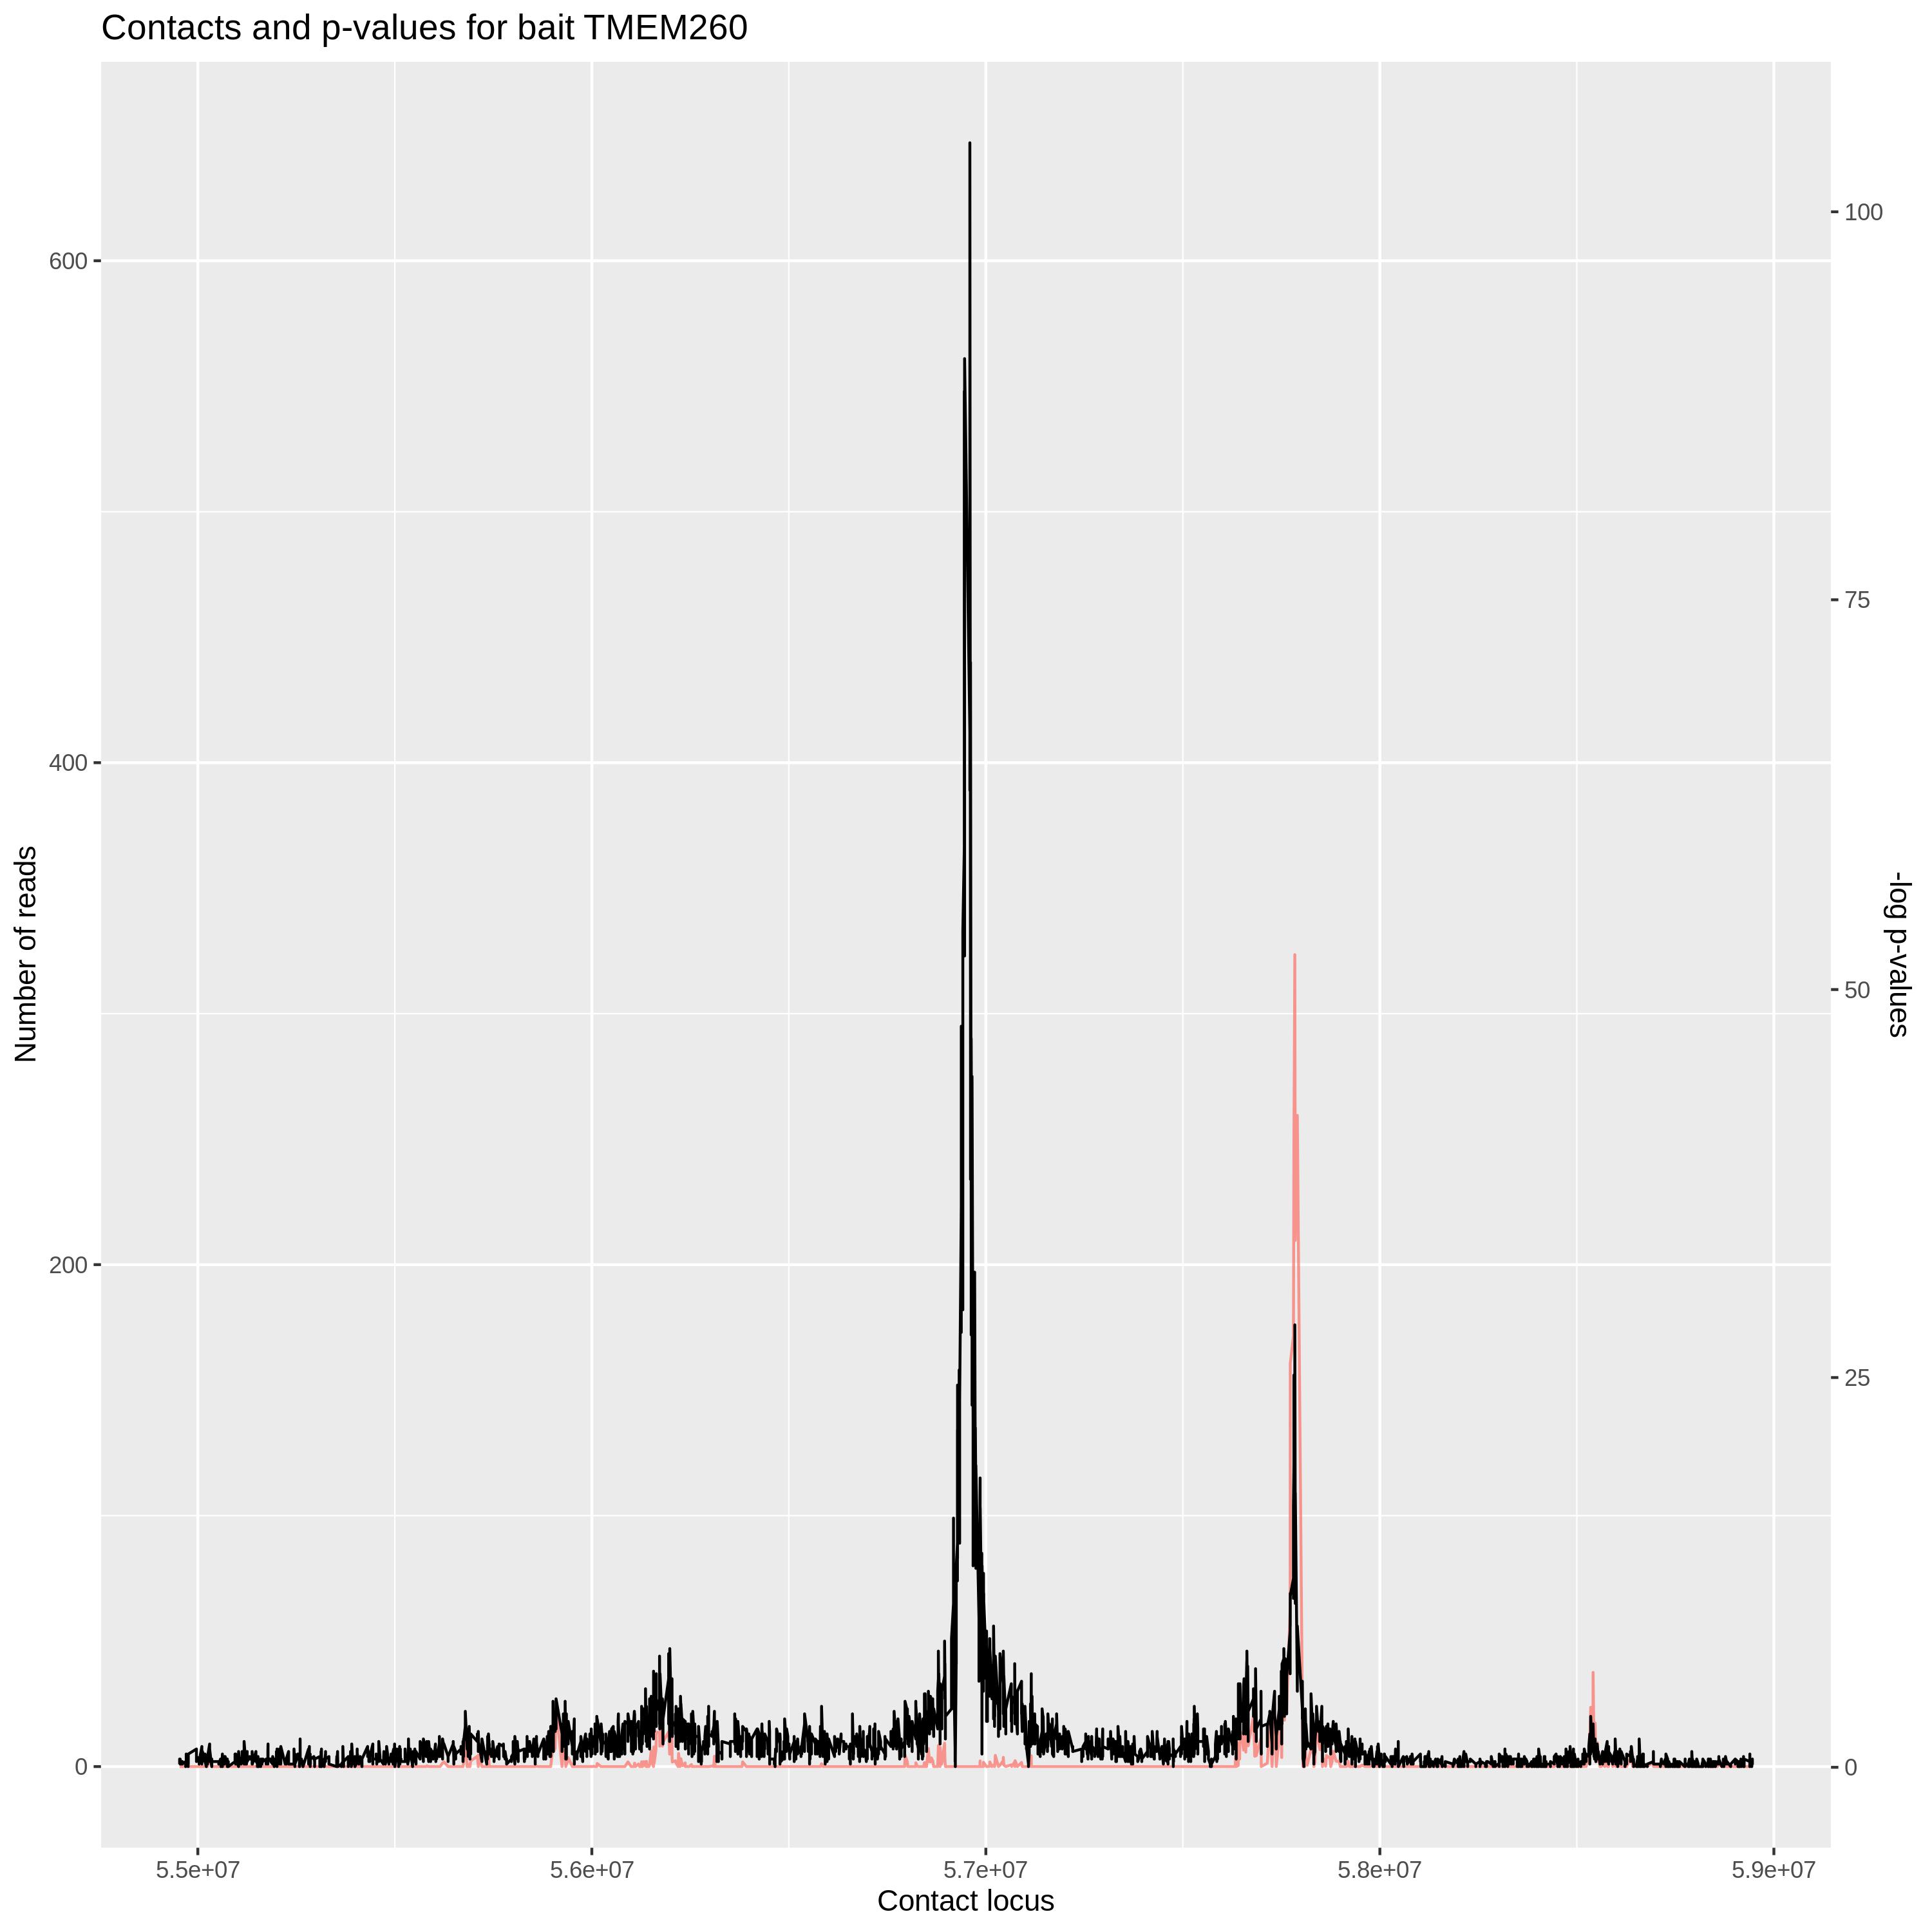 Contacts and p-values for bait TMEM260
600
400
200
0
Number of reads
100
75
50
25
0
-log p-values
5.5e+07 5.6e+07 5.7e+07 5.8e+07 5.9e+07
Contact locus